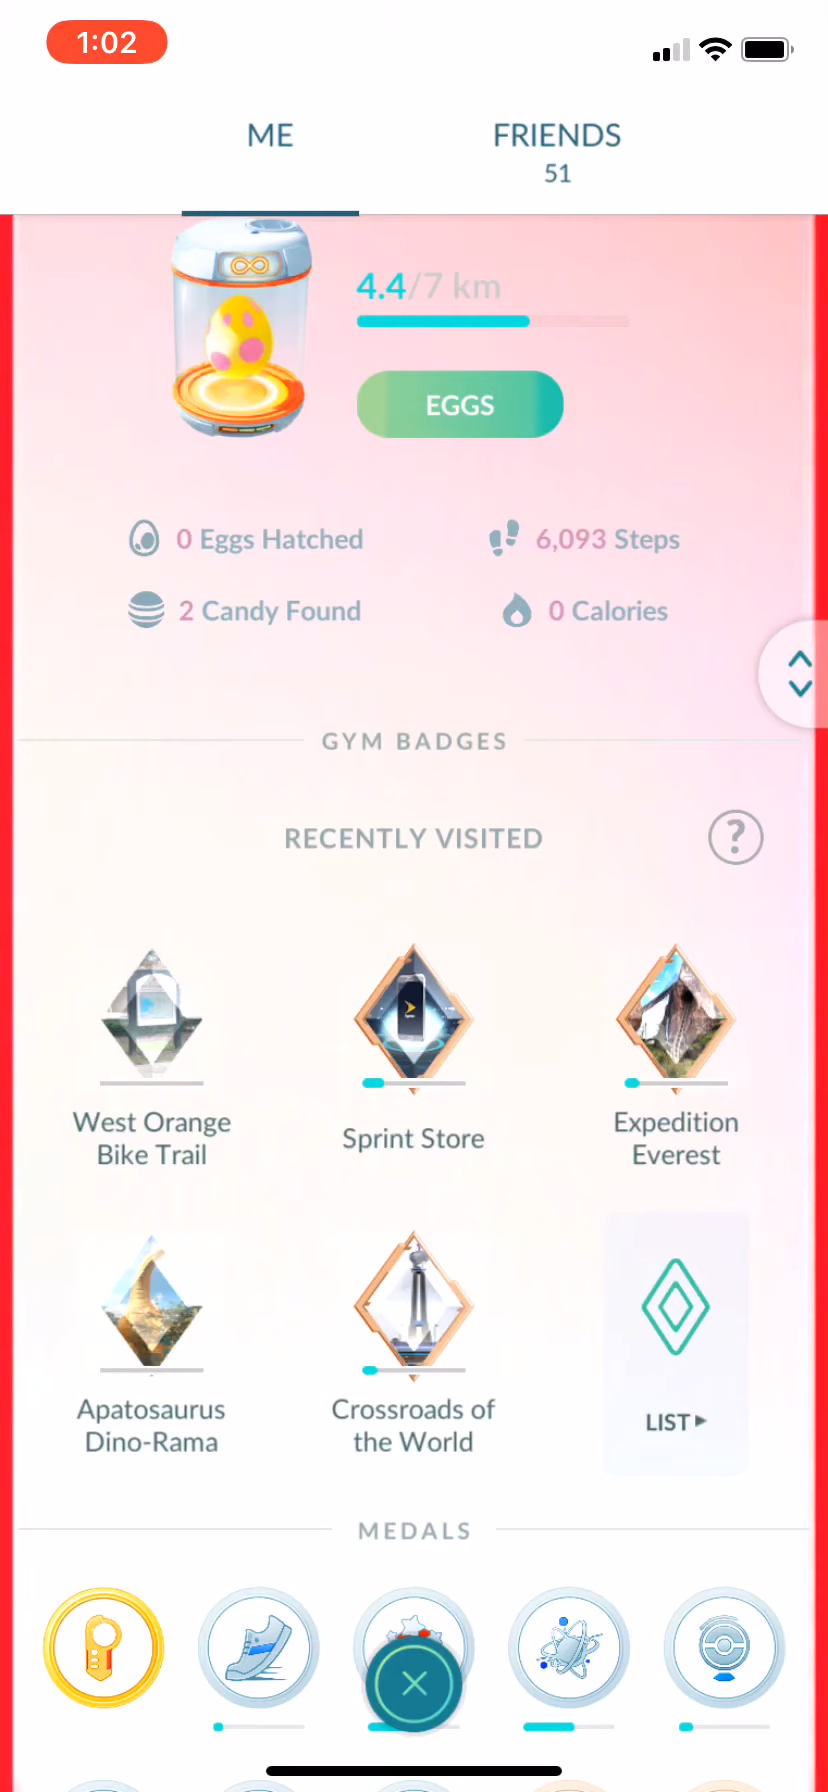 1:02
ME
FRIENDS
51
4.4/7 km
EGGS
0 Eggs Hatched
6,093 Steps
2 Candy Found
0 Calories
GYM BADGES
RECENTLY VISITED
?
West Orange
Bike Trail
Sprint Store
Expedition
Everest
Apatosaurus
Dino-Rama
Crossroads of
the World
LIST
MEDALS